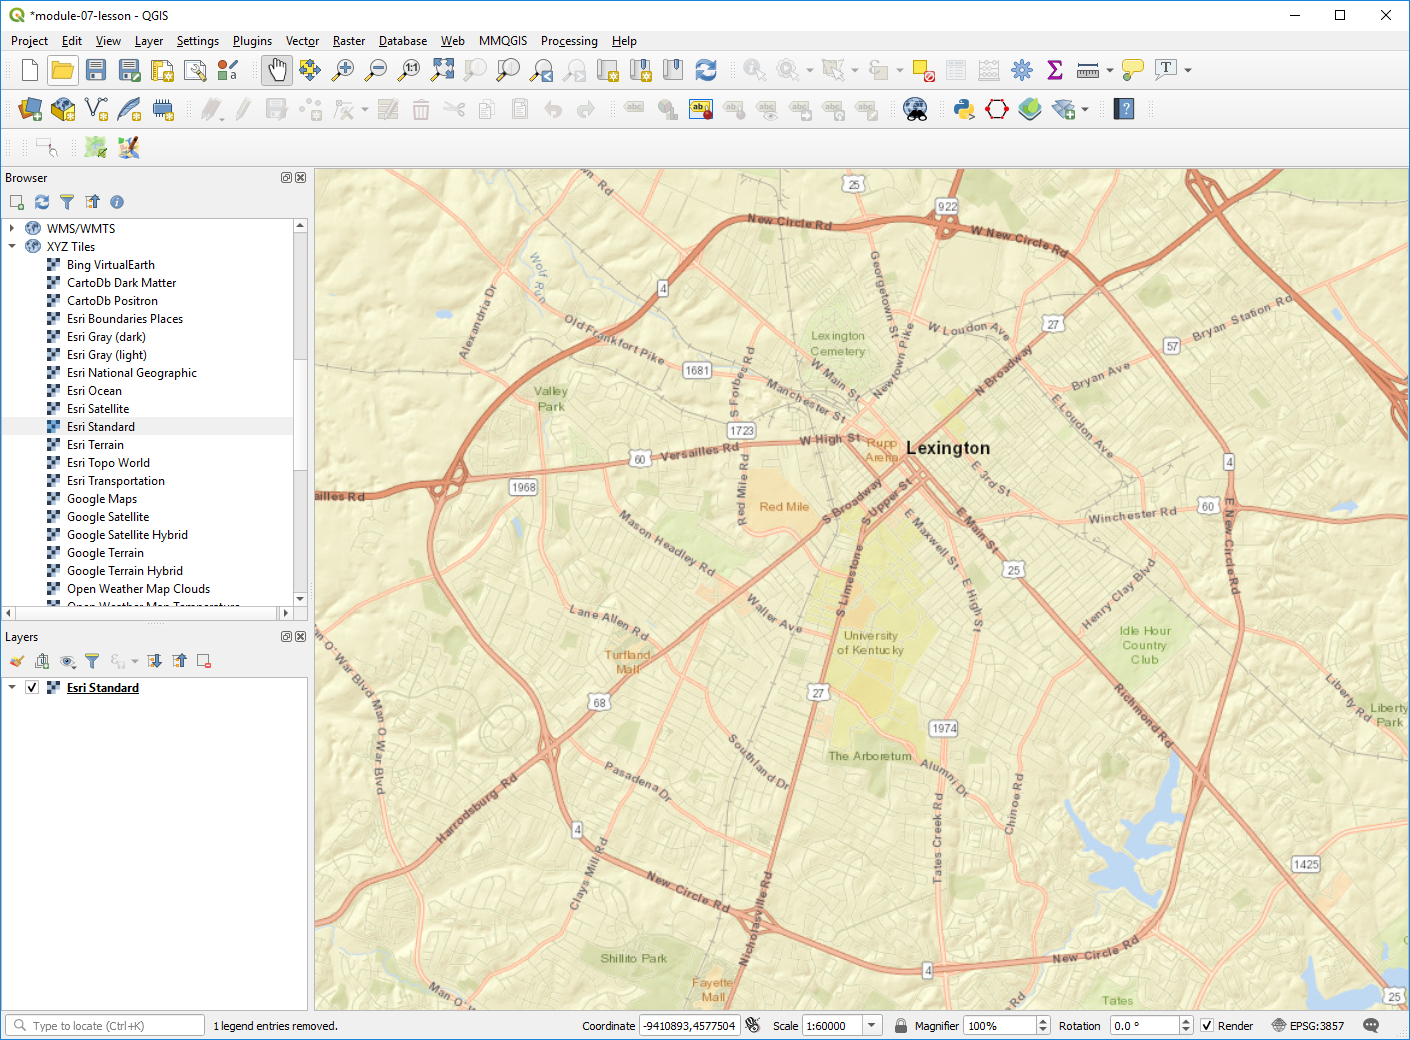 *module-07-lesson - QGIS
Project Edit View Layer Settings Plugins Vector Raster Database Web MMQGIS Processing Help
Browser
WMS/WMTS
XYZ Tiles
Bing VirtualEarth
CartoDb Dark Matter
CartoDb Positron
Esri Boundaries Places
Esri Gray (dark)
Esri Gray (light)
Esri National Geographic
Esri Ocean
Esri Satellite
Esri Standard
Esri Terrain
Esri Topo World
Esri Transportation
Google Maps
Google Satellite
Google Satellite Hybrid
Google Terrain
Google Terrain Hybrid
Open Weather Map Clouds
Open Weather Map Temperature
Layers
Esri Standard
25
922
New Circle Rd
W New Circle Rd
Wolf Run
Georgetown St
4
Alexandria Dr
Old Frankfort Pike
W Loudon Ave
27
Bryan Station Rd
57
Lexington
Cemetery
Newtown Pike
1681
S Forbes Rd
W Main St
N Broadway
Bryan Ave
Manchester St
Valley
Park
E Loudon Ave
1723
W High St
Rupp
Arena
Lexington
60
Versailles Rd
4
1968
ailles Rd
Red Mile Rd
Red Mile
S Broadway
S Upper St
E 3rd St
E Main St
E Maxwell St
Winchester Rd
60
E New Circle Rd
Mason Headley Rd
25
S Limestone
E High St
Henry Clay Blvd
Lane Allen Rd
Waller Ave
University
of Kentucky
Idle Hour
Country
Club
Man O' War Blvd
Man O War Blvd
Turfland
Mall
68
27
1974
Richmond Rd
Liberty Rd
Liberty
Park
Southland Dr
The Arboretum
Alumni Dr
Pasadena Dr
Harrodsburg Rd
4
Clays Mill Rd
Tates Creek Rd
Chinoe Rd
1425
New Circle Rd
Nicholasville Rd
New Circle Rd
4
Shillito Park
Fayette
Mall
Man O'
Rd
Tates
25
Type to locate (Ctrl+K) 1 legend entries removed. Coordinate -9410893,4577504 Scale 1:60000 Magnifier 100% Rotation 0.0 ° Render EPSG:3857